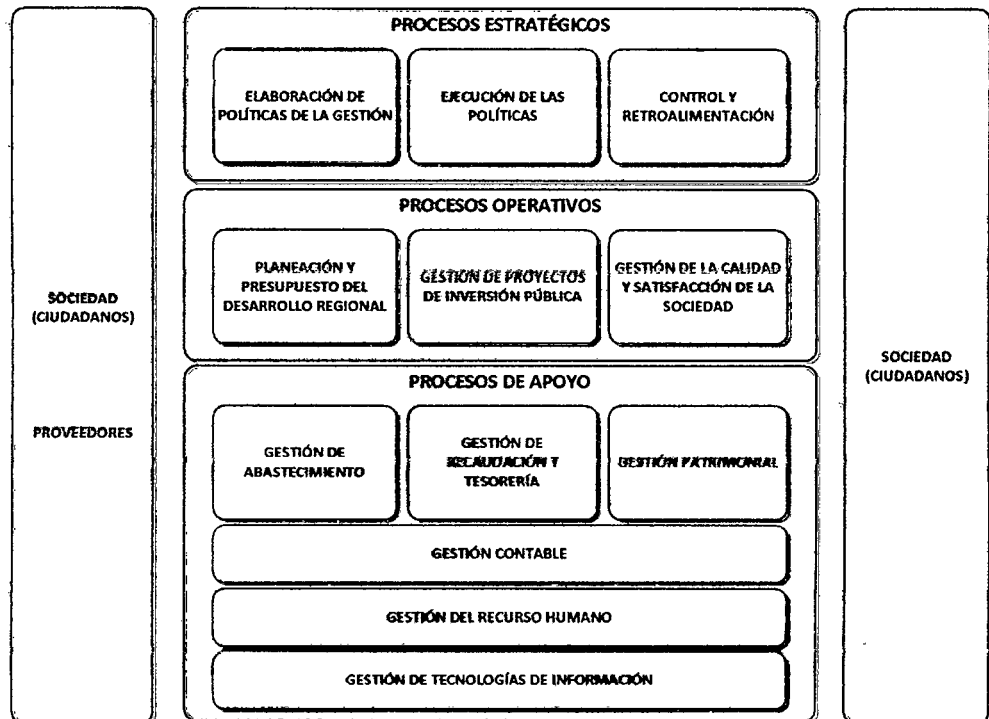 SOCIEDAD
(CIUDADANOS)
PROVEEDORES
PROCESOS ESTRATÉGICOS
ELABORACIÓN DE
POLÍTICAS DE LA GESTIÓN
EJECUCIÓN DE LAS
POLÍTICAS
CONTROL Y
RETROALIMENTACIÓN
PROCESOS OPERATIVOS
PLANEACIÓN Y
PRESUPUESTO DEL
DESARROLLO REGIONAL
GESTIÓN DE PROYECTOS
DE INVERSIÓN PÚBLICA
GESTIÓN DE LA CALIDAD
Y SATISFACCIÓN DE LA
SOCIEDAD
PROCESOS DE APOYO
GESTIÓN DE
ABASTECIMIENTO
GESTIÓN DE
RECAUDACIÓN Y
TESORERÍA
GESTIÓN PATRIMONIAL
GESTIÓN CONTABLE
GESTIÓN DEL RECURSO HUMANO
GESTIÓN DE TECNOLOGÍAS DE INFORMACIÓN
SOCIEDAD
(CIUDADANOS)